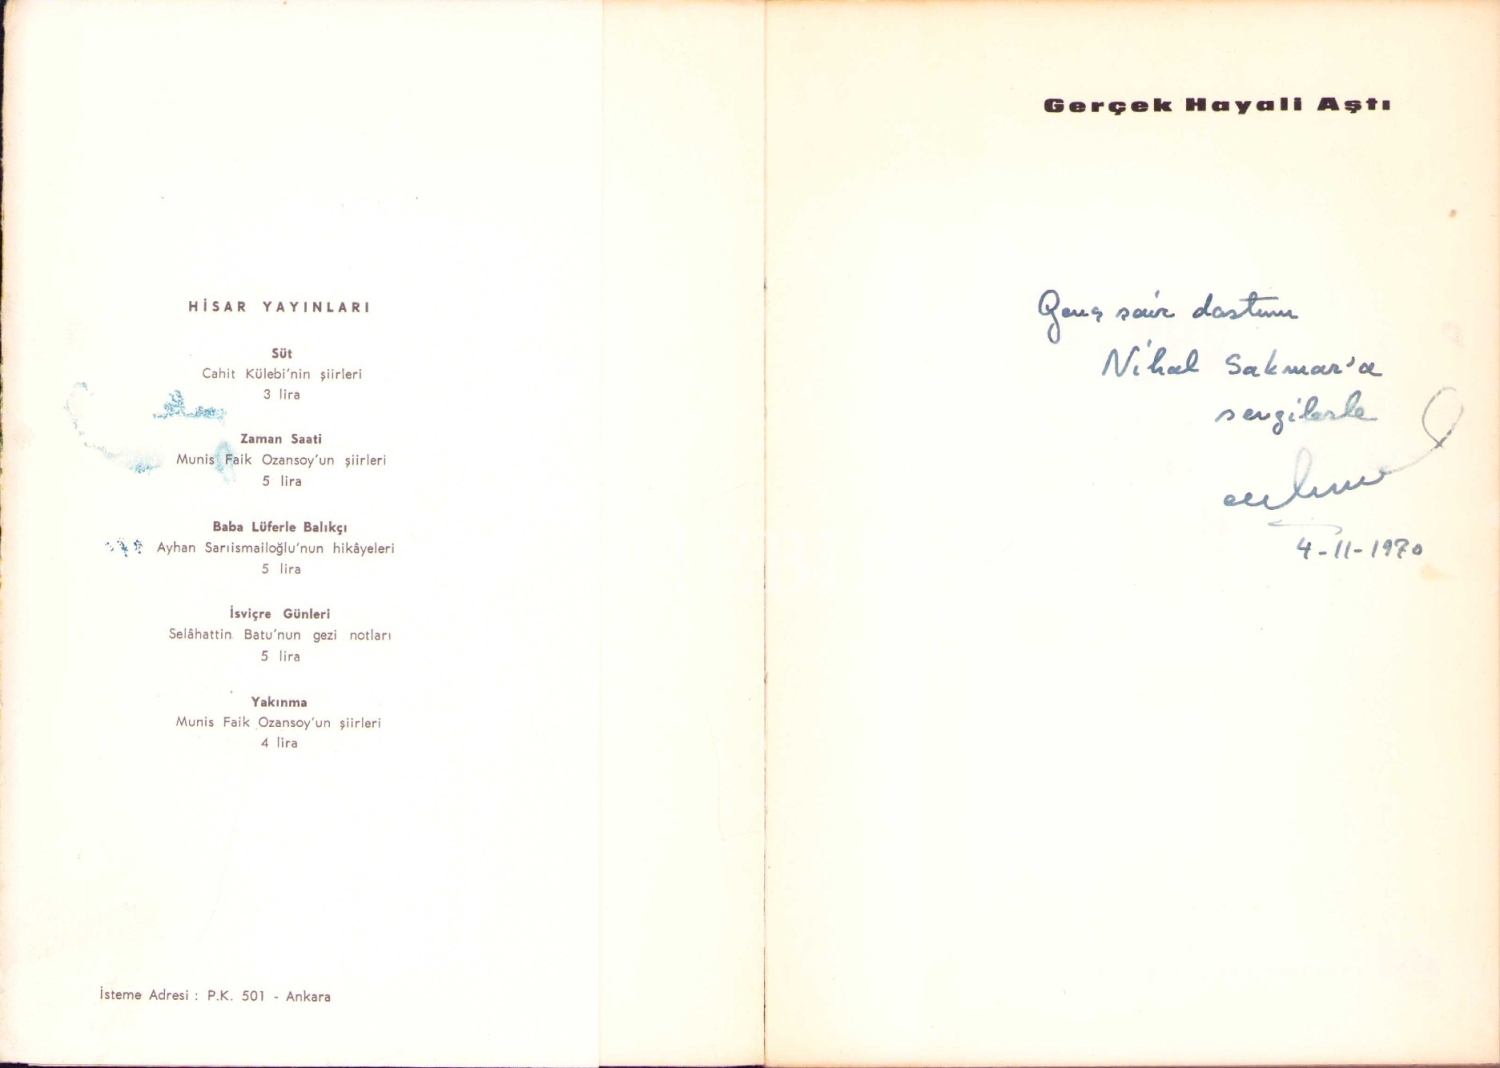 HİSAR YAYINLARI
Süt
Cahit Külebi'nin şiirleri
3 lira
Zaman Saati
Munis Faik Ozansoy'un şiirleri
5 lira
Baba Lüferle Balıkçı
Ayhan Sarıismailoğlu'nun hikâyeleri
5 lira
İsviçre Günleri
Selâhattin Batu'nun gezi notları
5 lira
Yakınma
Munis Faik Ozansoy'un şiirleri
4 lira
İsteme Adresi : P.K. 501 - Ankara
Gerçek Hayali Aştı
Genç şair dostum
Nihal Sakmar'a
sevgilerle
4-11-1970